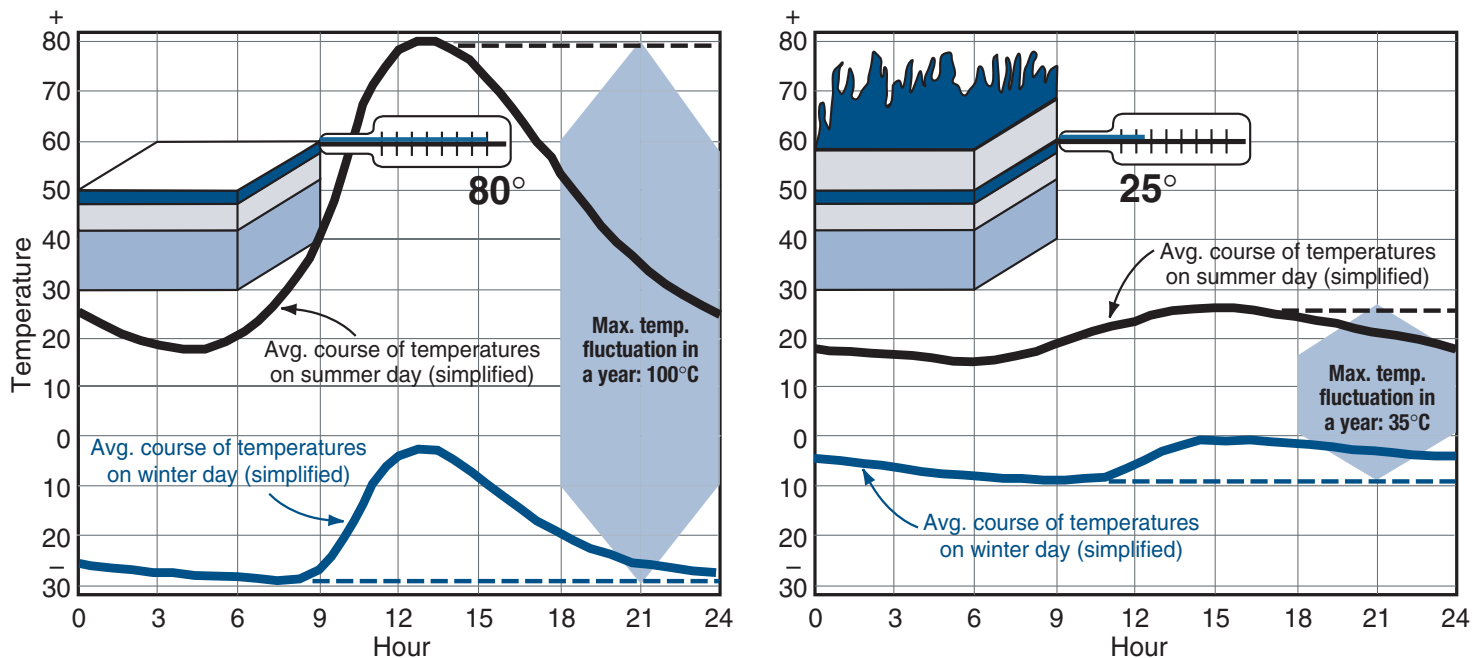 +
80
70
60
50
40
30
20
10
0
10
20
–
30
Temperature
80°
Avg. course of temperatures
on summer day (simplified)
Max. temp.
fluctuation in
a year: 100°C
Avg. course of temperatures
on winter day (simplified)
0 3 6 9 12 15 18 21 24
Hour
+
80
70
60
50
40
30
20
10
0
10
20
–
30
25°
Avg. course of temperatures
on summer day (simplified)
Max. temp.
fluctuation in
a year: 35°C
Avg. course of temperatures
on winter day (simplified)
0 3 6 9 12 15 18 21 24
Hour